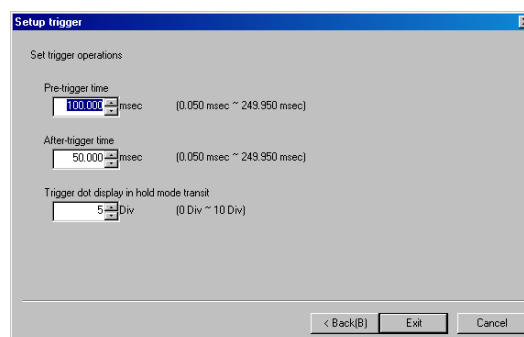 Setup trigger
Set trigger operations
Pre-trigger time
100.000 msec (0.050 msec ~ 249.950 msec)
After-trigger time
50.000 msec (0.050 msec ~ 249.950 msec)
Trigger dot display in hold mode transit
5 Div (0 Div ~ 10 Div)
< Back(B) Exit Cancel